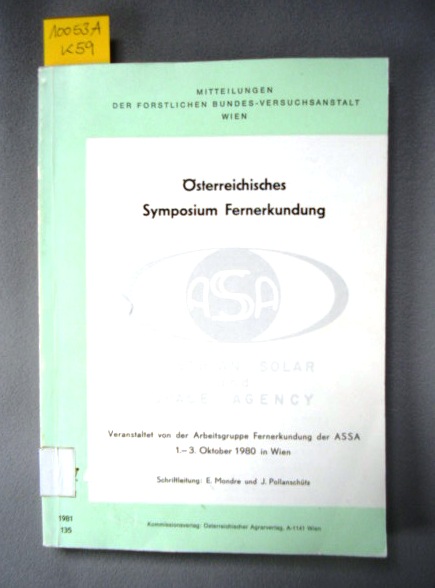 10053A
K59
MITTEILUNGEN
DER FORSTLICHEN BUNDES-VERSUCHSANSTALT
WIEN
Österreichisches
Symposium Fernerkundung
ASSA
SOLAR
AGENCY
Veranstaltet von der Arbeitsgruppe Fernerkundung der ASSA
1.–3. Oktober 1980 in Wien
Schriftleitung: E. Mondre und J. Pollanschütz
1981
135
Kommissionsverlag: Österreichischer Agrarverlag, A-1141 Wien